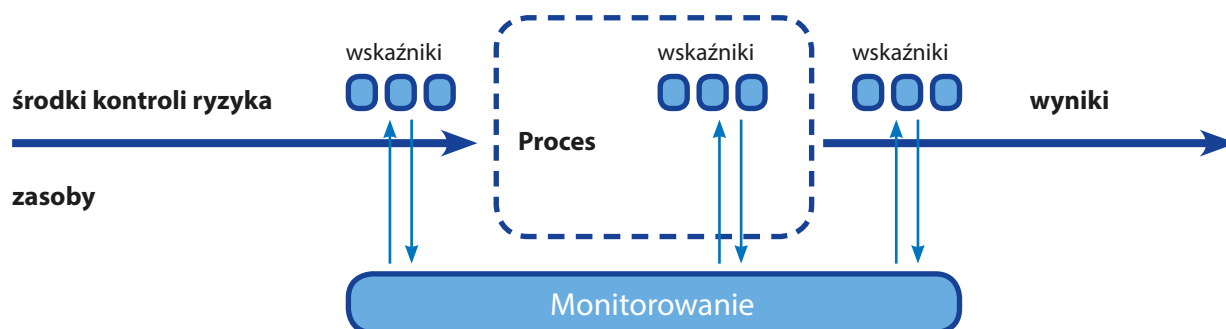 wskaźniki
wskaźniki
wskaźniki
środki kontroli ryzyka
wyniki
Proces
zasoby
Monitorowanie